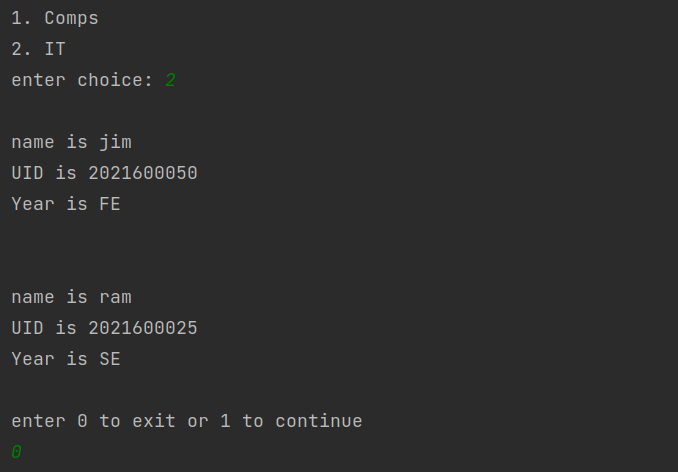 1. Comps
2. IT
enter choice: 2
name is jim
UID is 2021600050
Year is FE
name is ram
UID is 2021600025
Year is SE
enter 0 to exit or 1 to continue
0